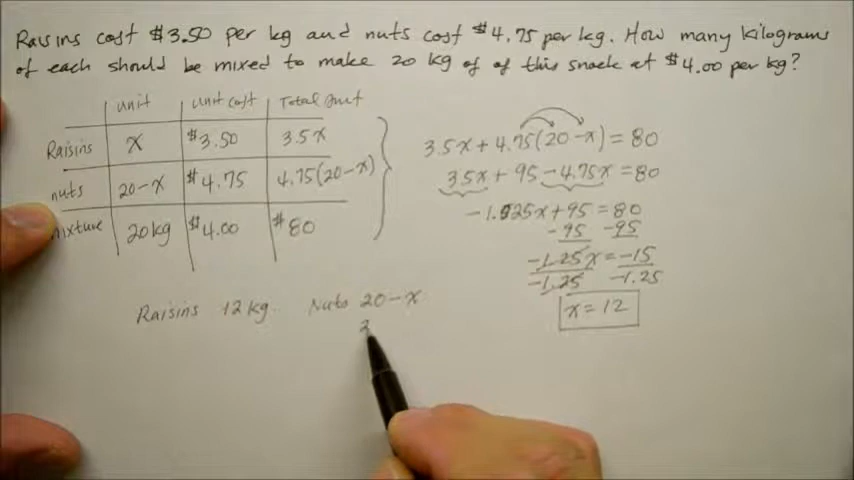 Raisins cost $3.50 per kg and nuts cost $4.75 per kg. How many kilograms
of each should be mixed to make 20 kg of of this snack at $4.00 per kg?
unit unit cost Total Amt
Raisins x $3.50 3.5x
nuts 20-x $4.75 4.75(20-x)
mixture 20kg $4.00 $80
3.5x + 4.75(20-x) = 80
3.5x + 95 - 4.75x = 80
-1.25x + 95 = 80
-95 -95
-1.25x = -15
-1.25 -1.25
x = 12
Raisins 12 kg. Nuts 20-x
2